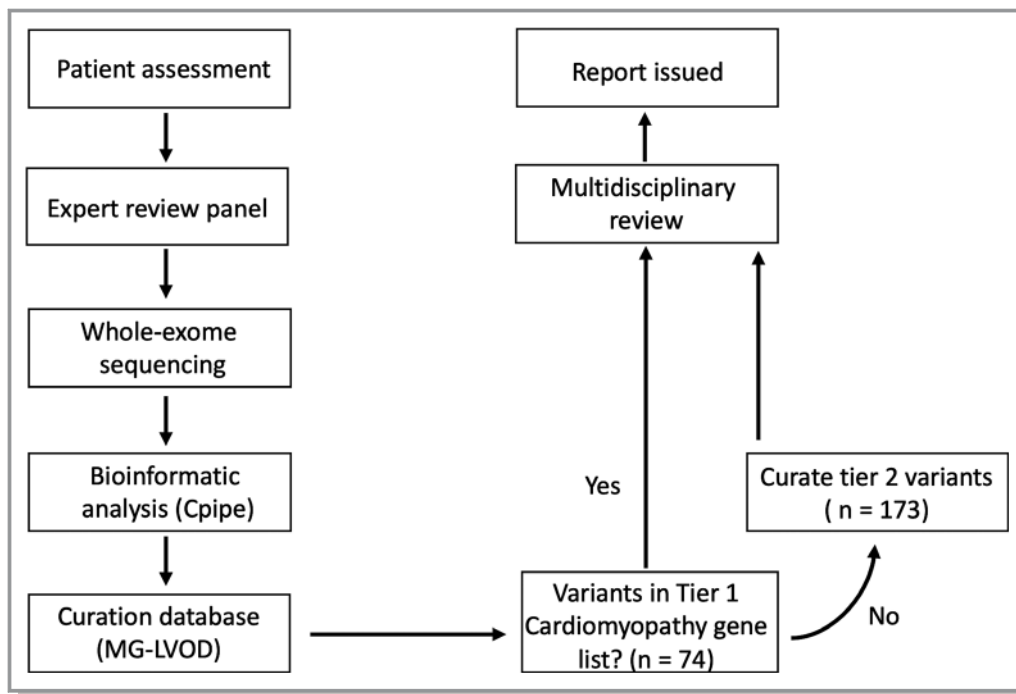 Patient assessment
Expert review panel
Whole-exome
sequencing
Bioinformatic
analysis (Cpipe)
Curation database
(MG-LVOD)
Variants in Tier 1
Cardiomyopathy gene
list? (n = 74)
Yes
No
Curate tier 2 variants
( n = 173)
Multidisciplinary
review
Report issued